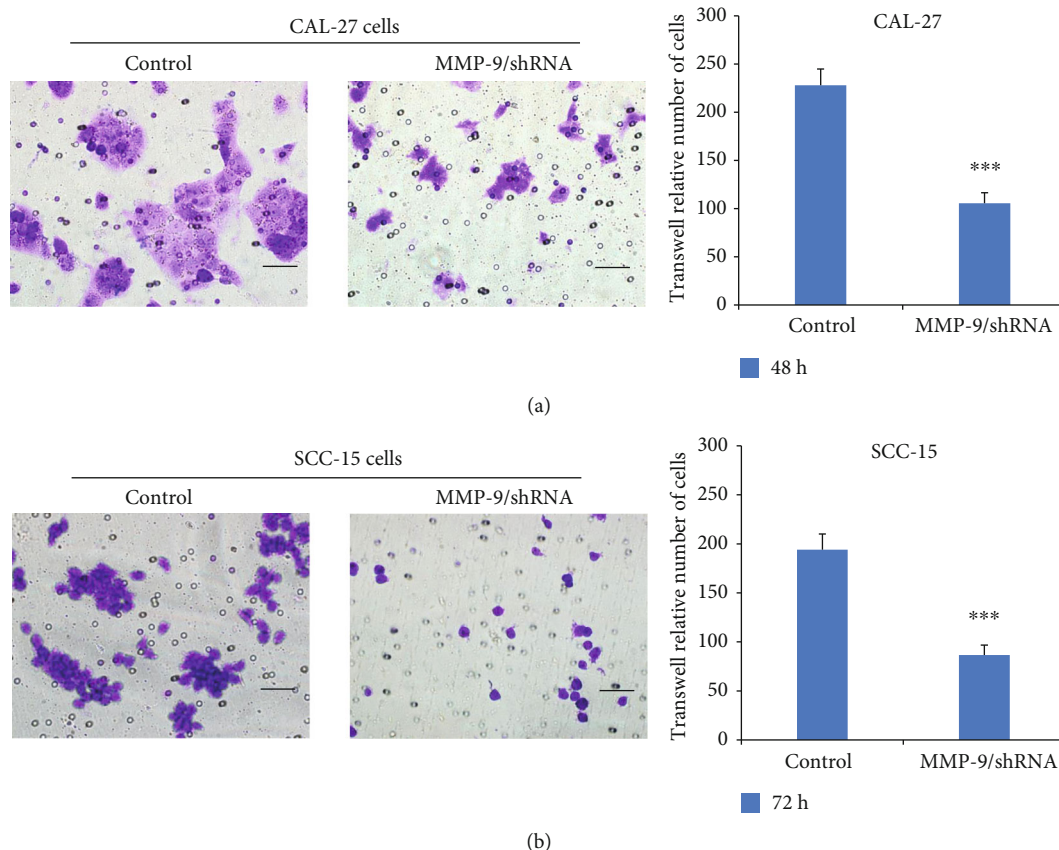 CAL-27 cells
Control
MMP-9/shRNA
CAL-27
Transwell relative number of cells
300
250
200
150
100
50
0
***
Control
MMP-9/shRNA
48 h
(a)
SCC-15 cells
Control
MMP-9/shRNA
SCC-15
Transwell relative number of cells
300
250
200
150
100
50
0
***
Control
MMP-9/shRNA
72 h
(b)